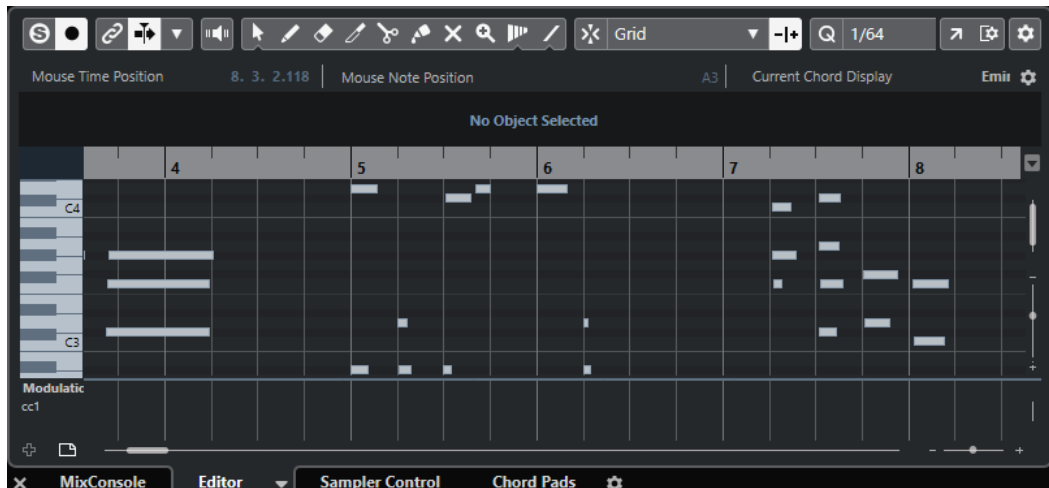 S Grid Q 1/64
Mouse Time Position 8. 3. 2.118 Mouse Note Position A3 Current Chord Display Emi
No Object Selected
4 5 6 7 8
C4
C3
Modulatic
cc1
MixConsole Editor Sampler Control Chord Pads